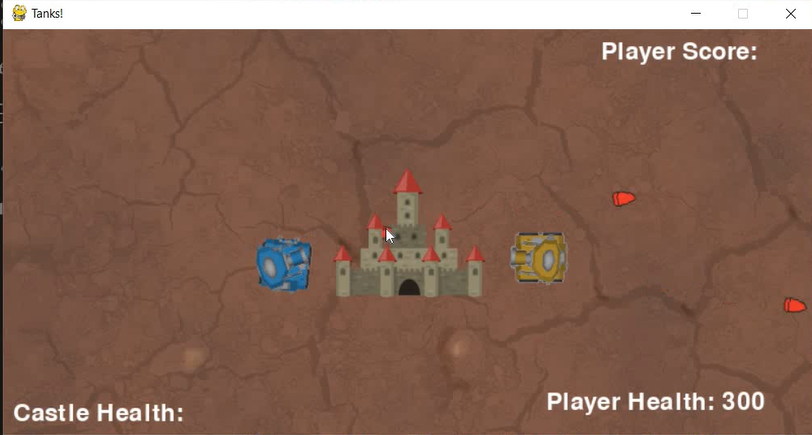 Tanks!
Player Score:
Player Health: 300
Castle Health: